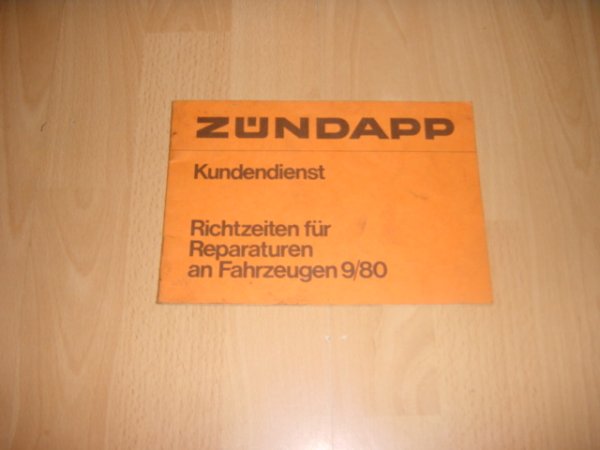 ZÜNDAPP
Kundendienst
Richtzeiten für
Reparaturen
an Fahrzeugen 9/80